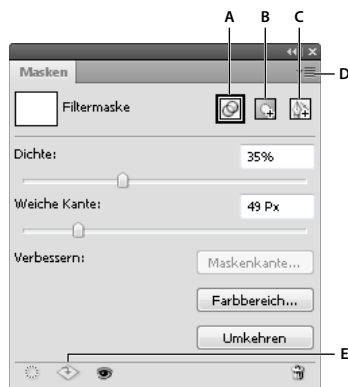 A B C
Masken
D
Filtermaske
Dichte: 35%
Weiche Kante: 49 Px
Verbessern: Maskenkante...
Farbbereich...
Umkehren
E